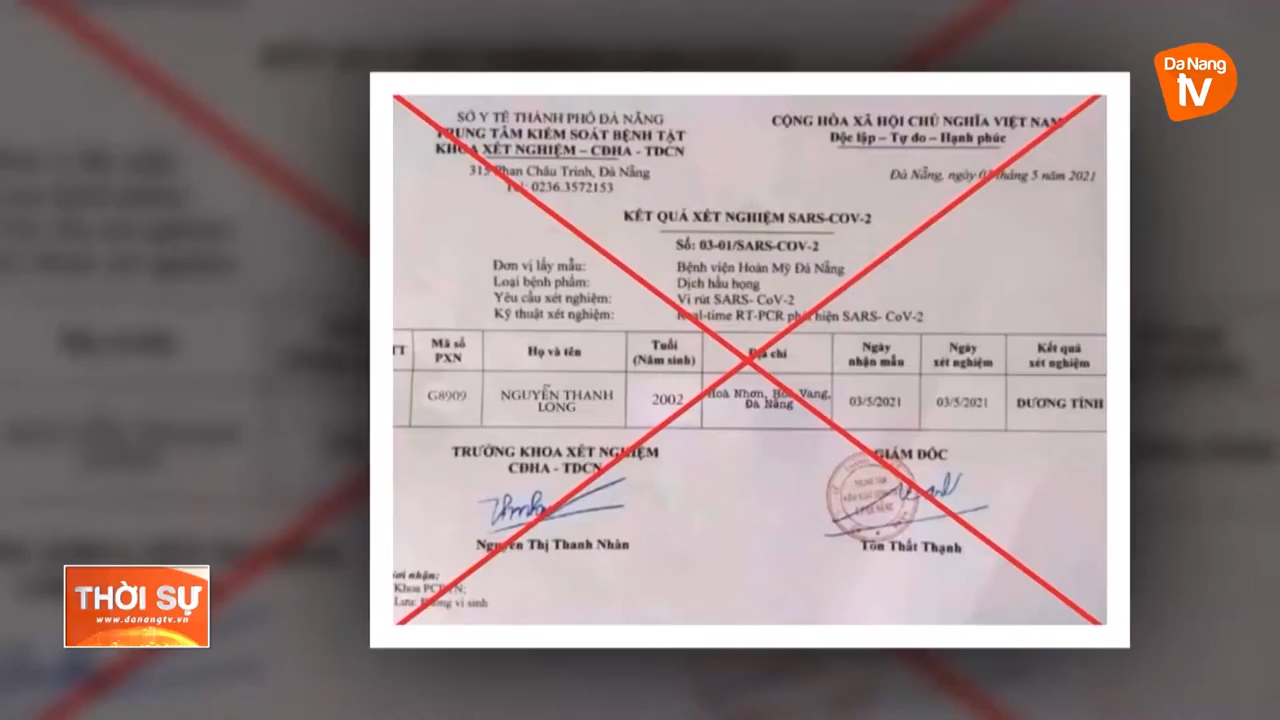 Da Nang
tv
SỞ Y TẾ THÀNH PHỐ ĐÀ NẴNG
TRUNG TÂM KIỂM SOÁT BỆNH TẬT
KHOA XÉT NGHIỆM – CĐHA - TDCN
315 Phan Châu Trinh, Đà Nẵng
Tel: 0236.3572153
CỘNG HÒA XÃ HỘI CHỦ NGHĨA VIỆT NAM
Độc lập – Tự do – Hạnh phúc
Đà Nẵng, ngày tháng 5 năm 2021
KẾT QUẢ XÉT NGHIỆM SARS-COV-2
Số: 03-01/SARS-COV-2
Đơn vị lấy mẫu: Bệnh viện Hoàn Mỹ Đà Nẵng
Loại bệnh phẩm: Dịch hầu họng
Yêu cầu xét nghiệm: Vi rút SARS- CoV-2
Kỹ thuật xét nghiệm: Real-time RT-PCR phát hiện SARS- CoV-2
TT Mã số PXN Họ và tên Tuổi (Năm sinh) Địa chỉ Ngày nhận mẫu Ngày xét nghiệm Kết quả xét nghiệm
G8909 NGUYỄN THANH LONG 2002 Hoà Nhơn, Hòa Vang, Đà Nẵng 03/5/2021 03/5/2021 DƯƠNG TÍNH
TRƯỞNG KHOA XÉT NGHIỆM
CĐHA - TDCN
GIÁM ĐỐC
Nguyễn Thị Thanh Nhàn
Tôn Thất Thạnh
nơi nhận:
Khoa PCBTN;
Lưu: Phòng vi sinh
THỜI SỰ
www.danangtv.vn